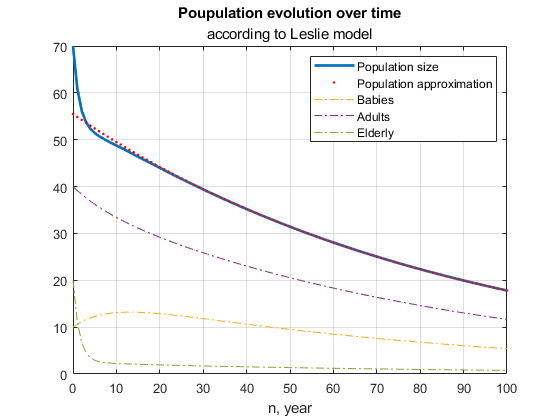 Poupulation evolution over time
according to Leslie model
70
60
50
40
30
20
10
0
Population size
Population approximation
Babies
Adults
Elderly
0 10 20 30 40 50 60 70 80 90 100
n, year